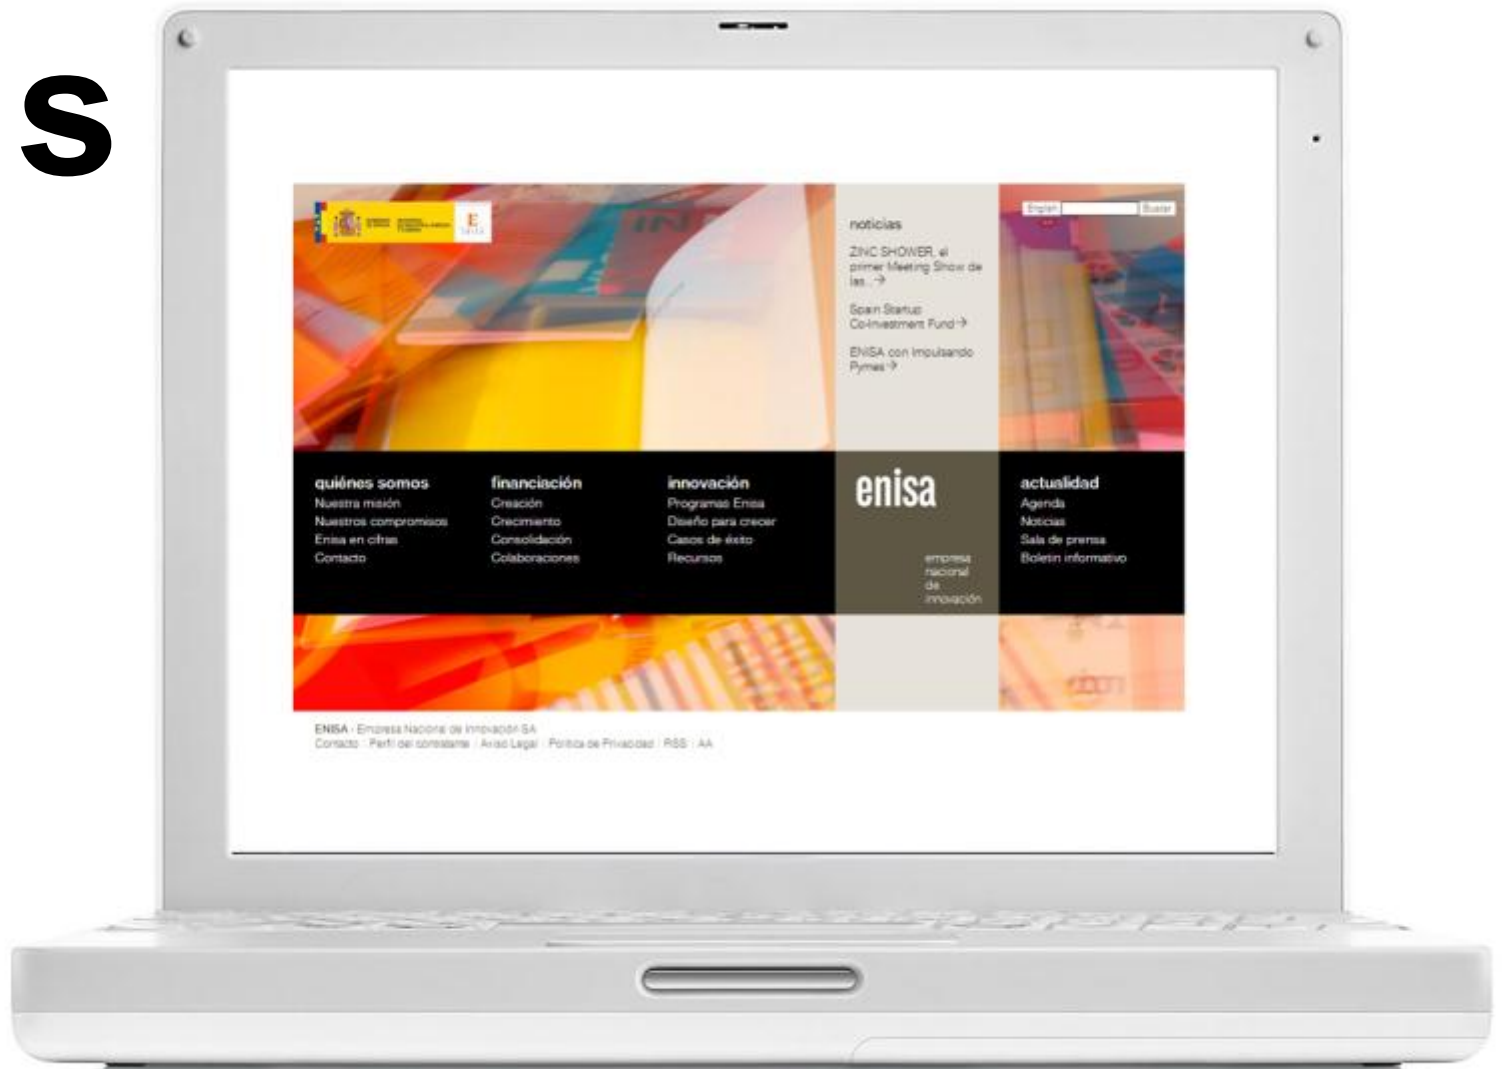 s
English
Buscar
noticias
ZINC SHOWER, el
primer Meeting Show de
las...→
Spain Startup
Co-Investment Fund→
ENISA con Impulsando
Pymes→
quiénes somos
Nuestra misión
Nuestros compromisos
Enisa en cifras
Contacto
financiación
Creación
Crecimiento
Consolidación
Colaboraciones
innovación
Programas Enisa
Diseño para crecer
Casos de éxito
Recursos
enisa
empresa
nacional
de
innovación
actualidad
Agenda
Noticias
Sala de prensa
Boletín informativo
ENISA - Empresa Nacional de Innovación SA
Contacto | Perfil del contratante | Aviso Legal | Política de Privacidad | RSS | AA